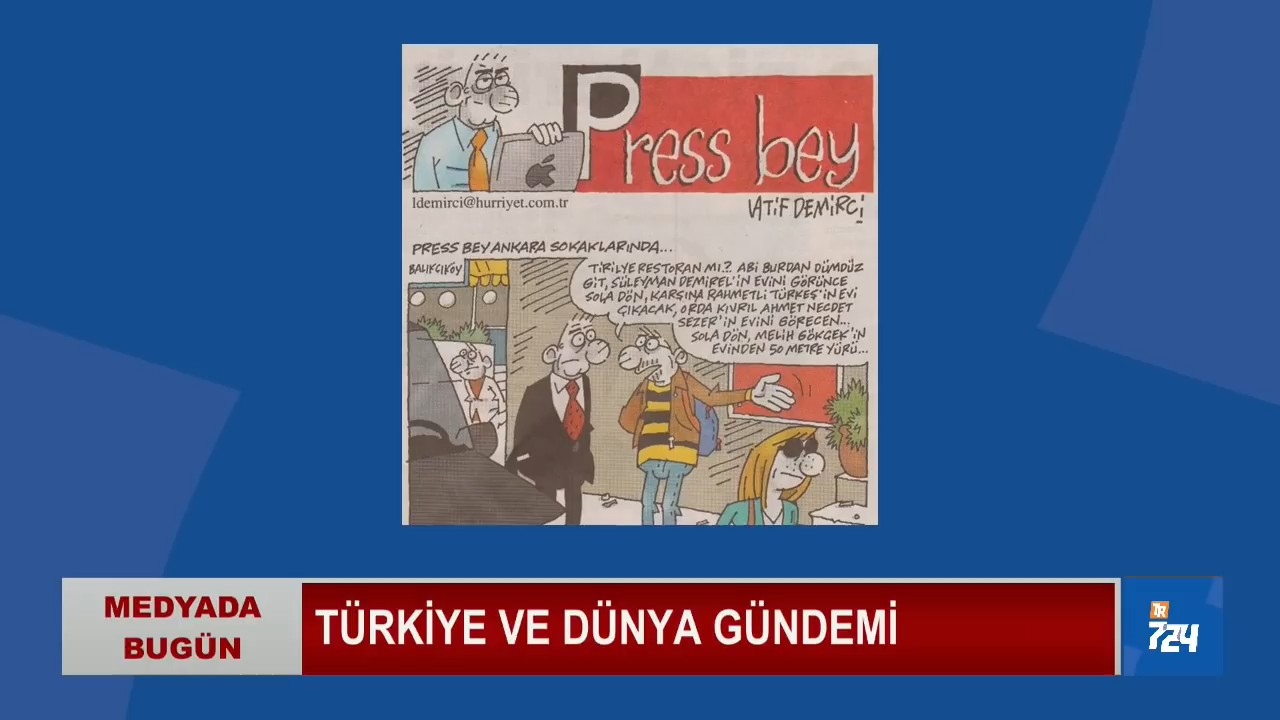 Press bey
ldemirci@hurriyet.com.tr
LATİF DEMİRCİ
PRESS BEY ANKARA SOKAKLARINDA...
BALIKÇIKÖY
TİRİLYE RESTORAN MI.? ABİ BURDAN DÜMDÜZ
GİT, SÜLEYMAN DEMİREL'İN EVİNİ GÖRÜNCE
SOLA DÖN, KARŞINA RAHMETLİ TÜRKEŞ'İN EVİ
ÇIKACAK, ORDA KIVRIL AHMET NECDET
SEZER'İN EVİNİ GÖRECEN...
SOLA DÖN, MELİH GÖKÇEK'İN
EVİNDEN 50 METRE YÜRÜ...
MEDYADA
BUGÜN
TÜRKİYE VE DÜNYA GÜNDEMİ
TR
724